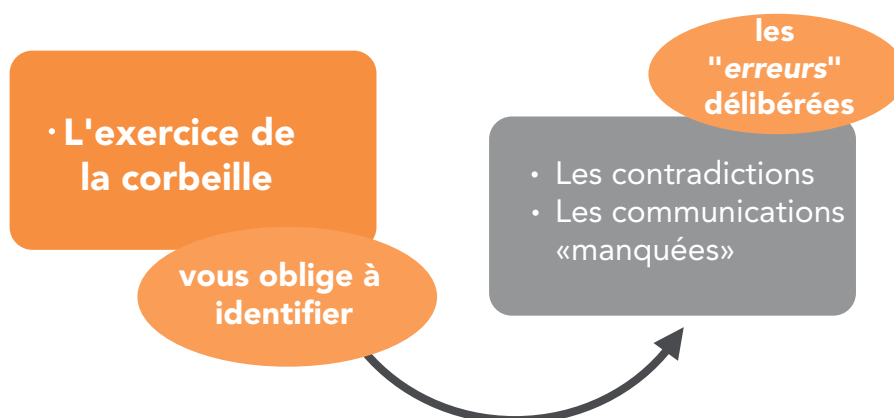 · L'exercice de
la corbeille
vous oblige à
identifier
les
"erreurs"
délibérées
· Les contradictions
· Les communications
«manquées»